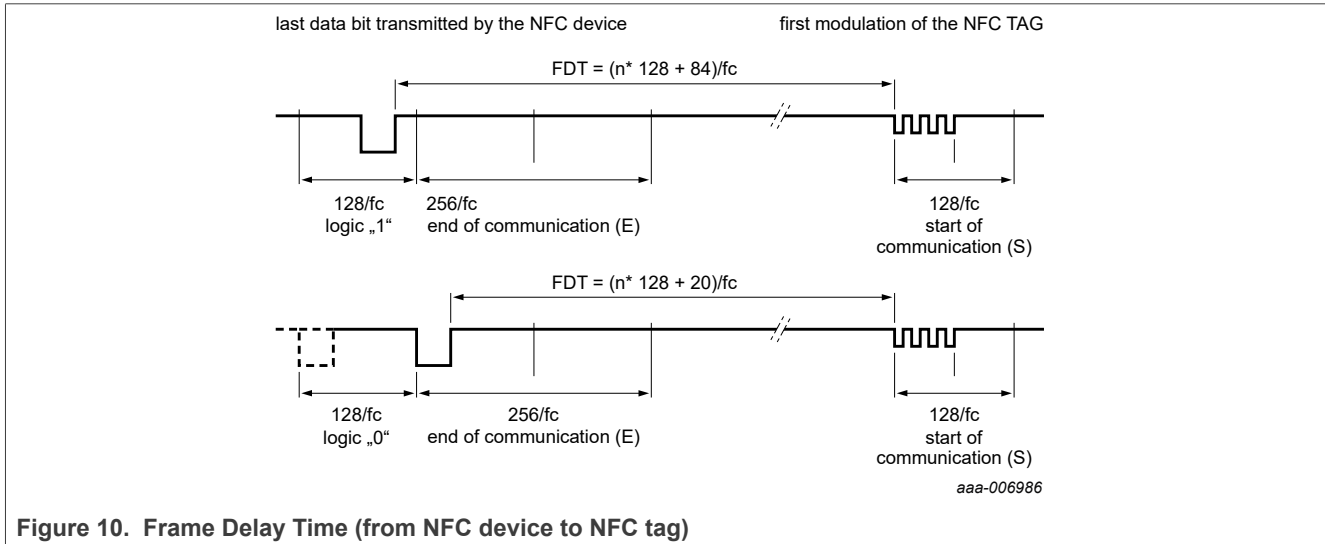 last data bit transmitted by the NFC device
first modulation of the NFC TAG
FDT = (n* 128 + 84)/fc
128/fc
logic „1“
256/fc
end of communication (E)
128/fc
start of
communication (S)
FDT = (n* 128 + 20)/fc
128/fc
logic „0“
256/fc
end of communication (E)
128/fc
start of
communication (S)
aaa-006986
Figure 10. Frame Delay Time (from NFC device to NFC tag)